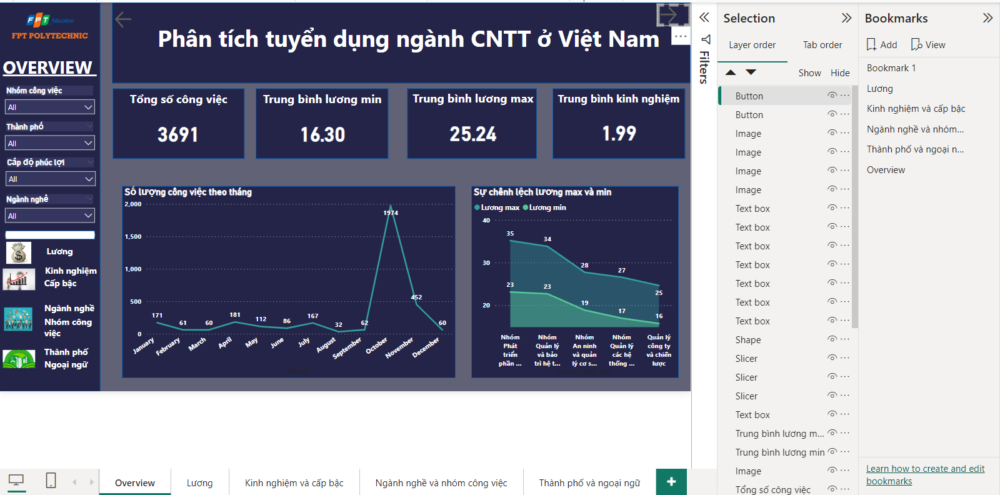 FPT Education
FPT POLYTECHNIC
OVERVIEW
Nhóm công việc
All
Thành phố
All
Cấp độ phúc lợi
All
Ngành nghề
All
Lương
Kinh nghiệm
Cấp bậc
Ngành nghề
Nhóm công
việc
Thành phố
Ngoại ngữ
Phân tích tuyển dụng ngành CNTT ở Việt Nam
Tổng số công việc
3691
Trung bình lương min
16.30
Trung bình lương max
25.24
Trung bình kinh nghiệm
1.99
Số lượng công việc theo tháng
2,000
1,500
1,000
500
0
171
61
60
181
112
86
167
32
62
1974
452
60
January
February
March
April
May
June
July
August
September
October
November
December
Sự chênh lệch lương max và min
Lương max Lương min
40
30
20
35
34
28
27
25
23
23
19
17
16
Nhóm
Phát
triển
phần ...
Nhóm
Quản lý
và bảo
trì hệ t...
Nhóm
An ninh
và quản
lý cơ s...
Nhóm
Quản lý
các hệ
thống ...
Quản lý
công ty
và chiến
lược
Filters
Selection
Layer order
Tab order
Show
Hide
Button
Button
Image
Image
Image
Image
Text box
Text box
Text box
Text box
Text box
Text box
Text box
Shape
Slicer
Slicer
Slicer
Text box
Trung bình lương m...
Trung bình lương min
Image
Tổng số công việc
Bookmarks
Add
View
Bookmark 1
Lương
Kinh nghiệm và cấp bậc
Ngành nghề và nhóm...
Thành phố và ngoại n...
Overview
Learn how to create and edit
bookmarks
Overview
Lương
Kinh nghiệm và cấp bậc
Ngành nghề và nhóm công việc
Thành phố và ngoại ngữ